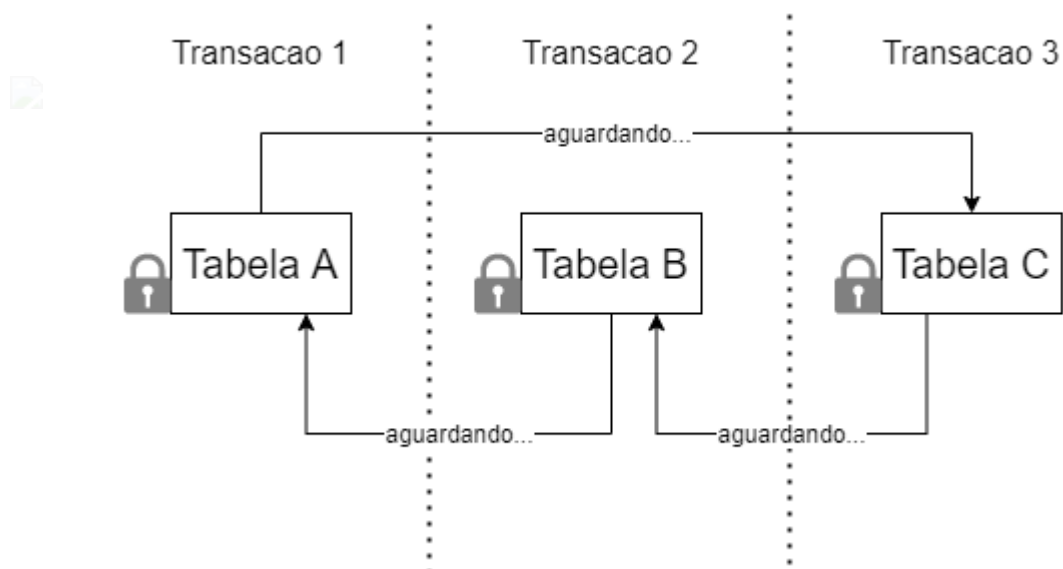 Transacao 1
Transacao 2
Transacao 3
aguardando...
Tabela A
Tabela B
Tabela C
aguardando...
aguardando...